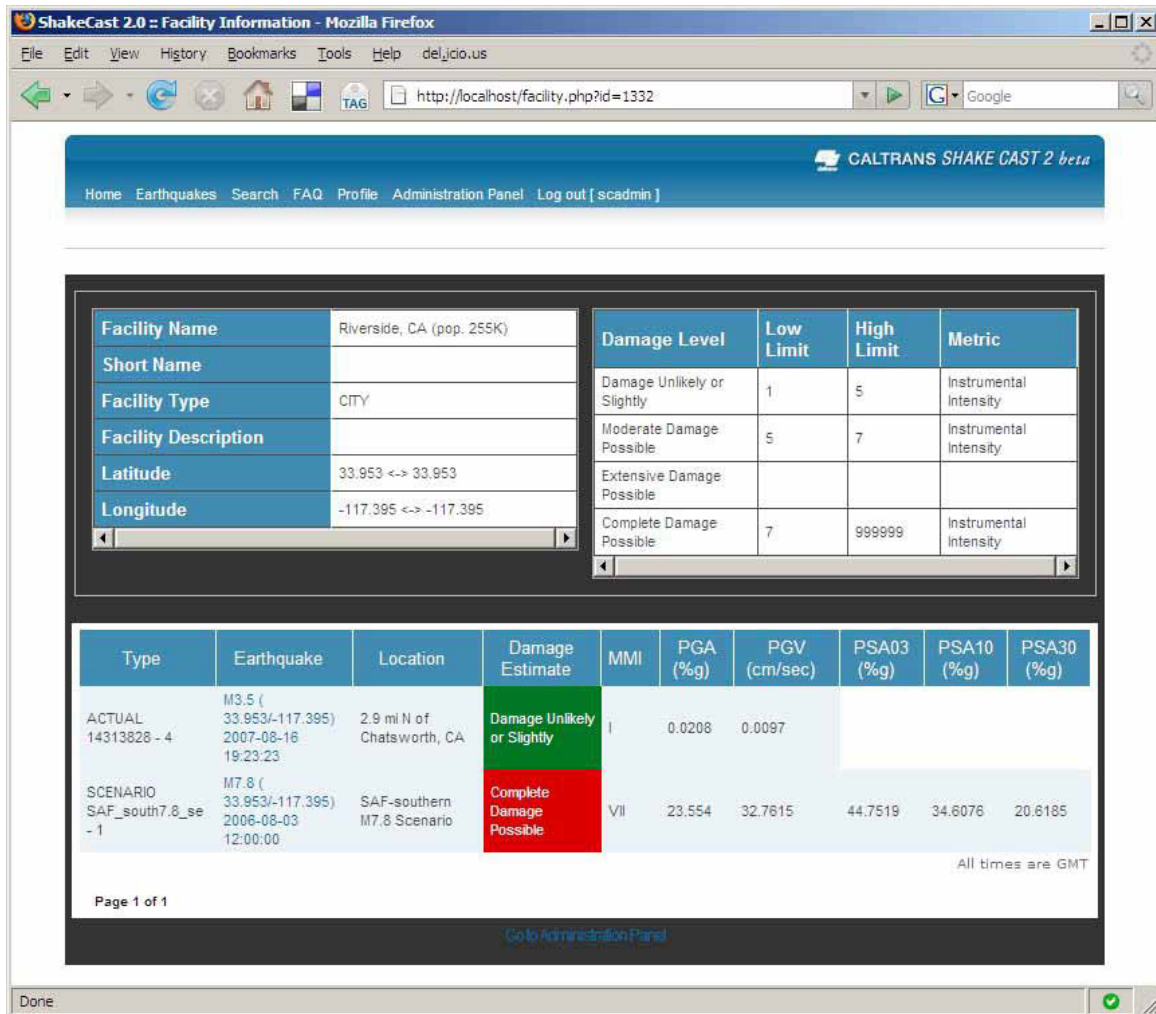 ShakeCast 2.0 :: Facility Information - Mozilla Firefox
File Edit View History Bookmarks Tools Help del.icio.us
TAG http://localhost/facility.php?id=1332 G Google
CALTRANS SHAKE CAST 2 beta
Home Earthquakes Search FAQ Profile Administration Panel Log out [ scadmin ]
Facility Name Riverside, CA (pop. 255K)
Short Name
Facility Type CITY
Facility Description
Latitude 33.953 <-> 33.953
Longitude -117.395 <-> -117.395
Damage Level Low Limit High Limit Metric
Damage Unlikely or Slightly 1 5 Instrumental Intensity
Moderate Damage Possible 5 7 Instrumental Intensity
Extensive Damage Possible
Complete Damage Possible 7 999999 Instrumental Intensity
Type Earthquake Location Damage Estimate MMI PGA (%g) PGV (cm/sec) PSA03 (%g) PSA10 (%g) PSA30 (%g)
ACTUAL 14313828 - 4 M3.5 ( 33.953/-117.395) 2007-08-16 19:23:23 2.9 mi N of Chatsworth, CA Damage Unlikely or Slightly I 0.0208 0.0097
SCENARIO SAF_south7.8_se - 1 M7.8 ( 33.953/-117.395) 2006-08-03 12:00:00 SAF-southern M7.8 Scenario Complete Damage Possible VII 23.554 32.7615 44.7519 34.6076 20.6185
All times are GMT
Page 1 of 1
Go to Administration Panel
Done